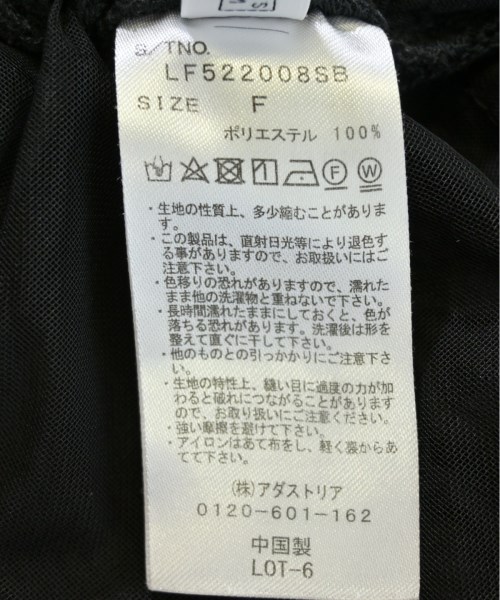 S/TNO.
LF522008SB
SIZE F
ポリエステル 100%
F W
・生地の性質上、多少縮むことがありま
す。
・この製品は、直射日光等により退色す
る事がありますので、お取扱いにはご
注意下さい。
・色移りの恐れがありますので、濡れた
まま他の洗濯物と重ねないで下さい。
・長時間濡れたままにしておくと、色が
落ちる恐れがあります。洗濯後は形を
整えて直ぐに干して下さい。
・他のものとの引っかかりにご注意下さ
い。
・生地の特性上、縫い目に過度の力が加
わると破れにつながることがあります
ので、お取り扱いにご注意ください。
・強い摩擦を避けて下さい。
・アイロンはあて布をし、軽く裏からあ
てて下さい。
(株)アダストリア
0120-601-162
中国製
LOT-6